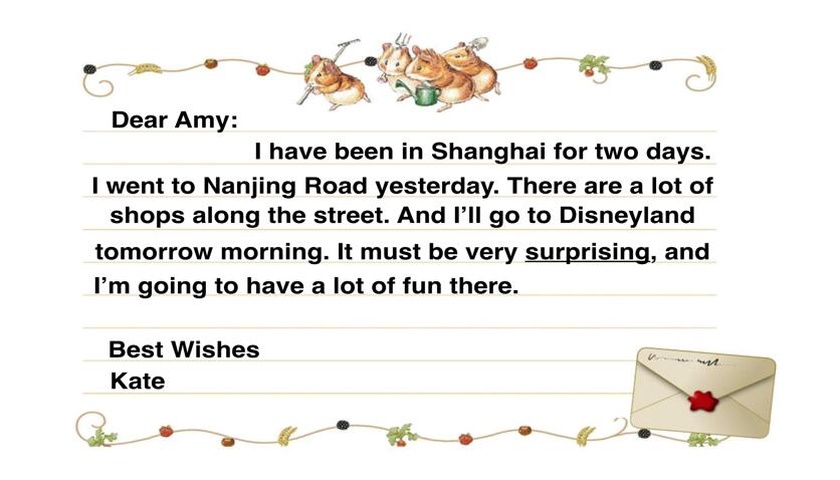 Dear Amy:
I have been in Shanghai for two days.
I went to Nanjing Road yesterday. There are a lot of
shops along the street. And I’ll go to Disneyland
tomorrow morning. It must be very surprising, and
I’m going to have a lot of fun there.
Best Wishes
Kate